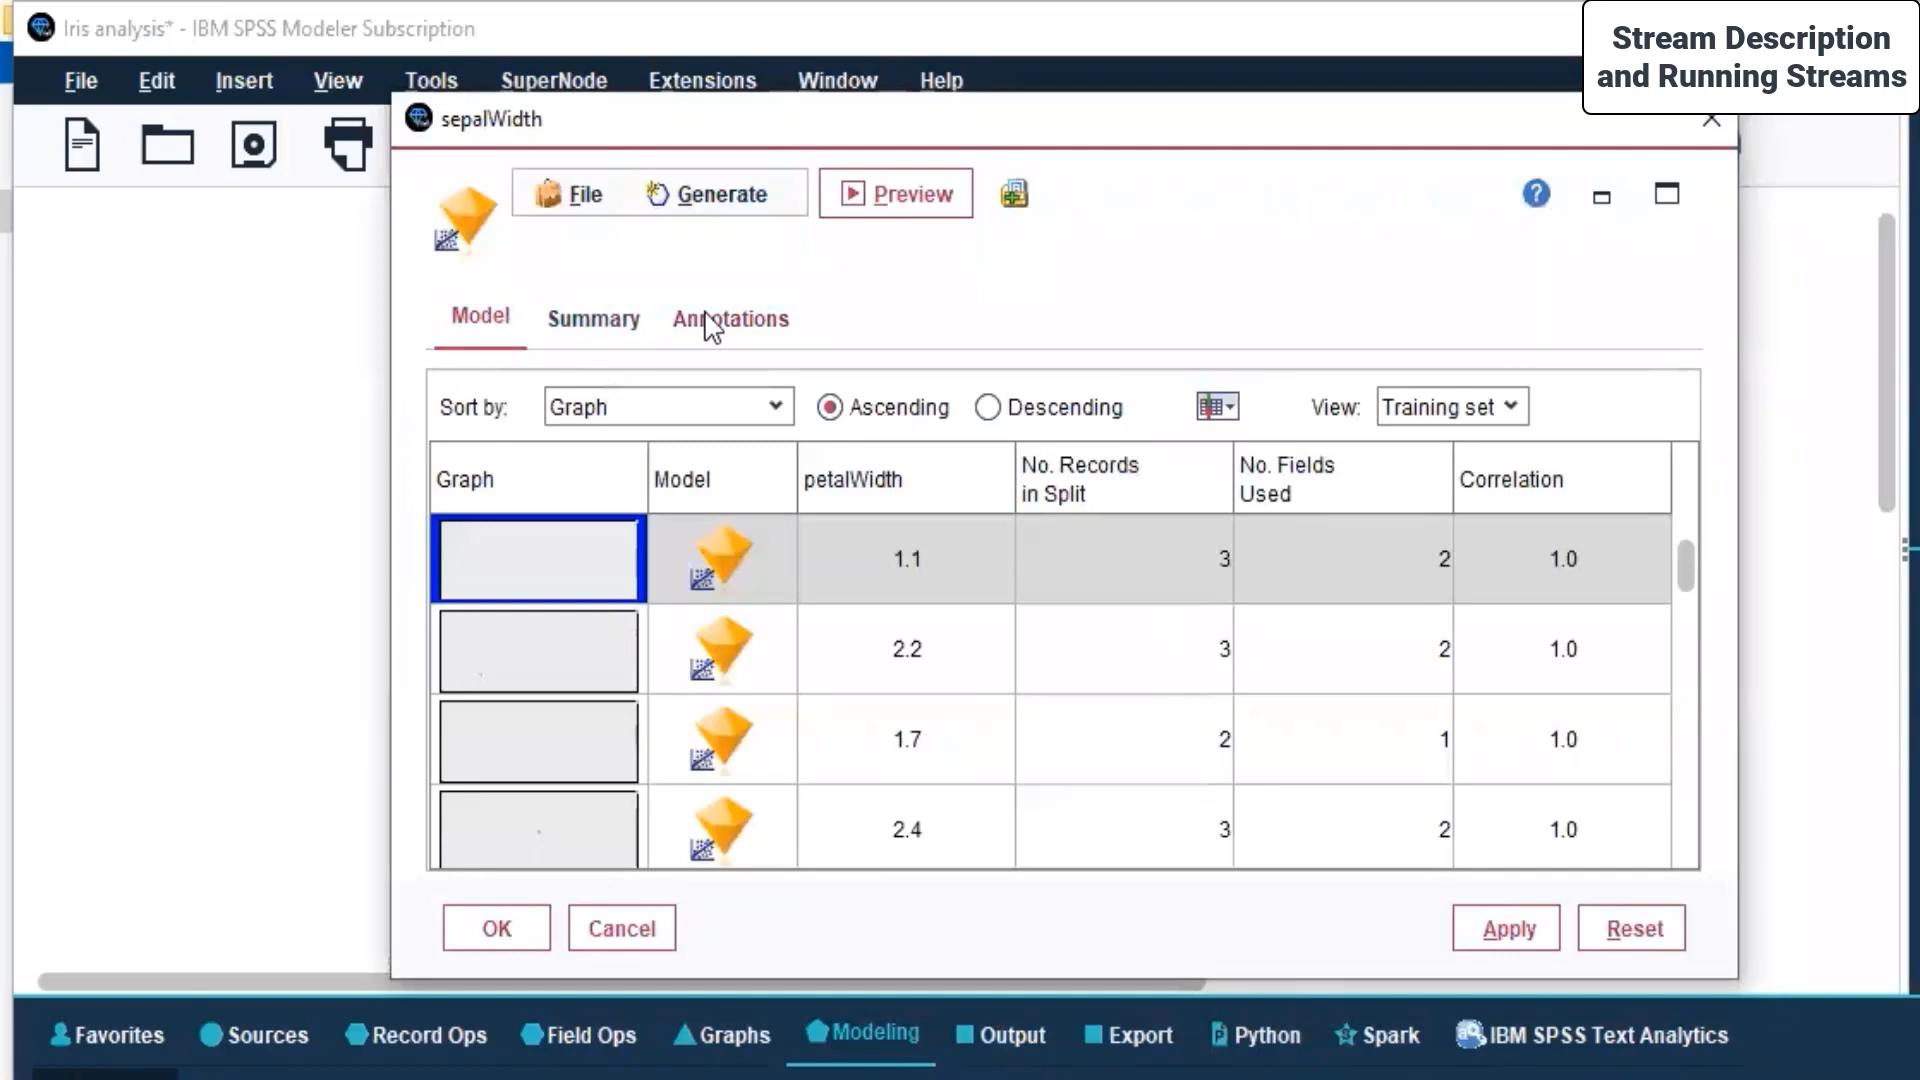 Iris analysis* - IBM SPSS Modeler Subscription
Stream Description
and Running Streams
File Edit Insert View Tools SuperNode Extensions Window Help
sepalWidth
File Generate Preview
Model Summary Annotations
Sort by: Graph Ascending Descending View: Training set
Graph Model petalWidth No. Records in Split No. Fields Used Correlation
1.1 3 2 1.0
2.2 3 2 1.0
1.7 2 1 1.0
2.4 3 2 1.0
OK Cancel Apply Reset
Favorites Sources Record Ops Field Ops Graphs Modeling Output Export Python Spark IBM SPSS Text Analytics